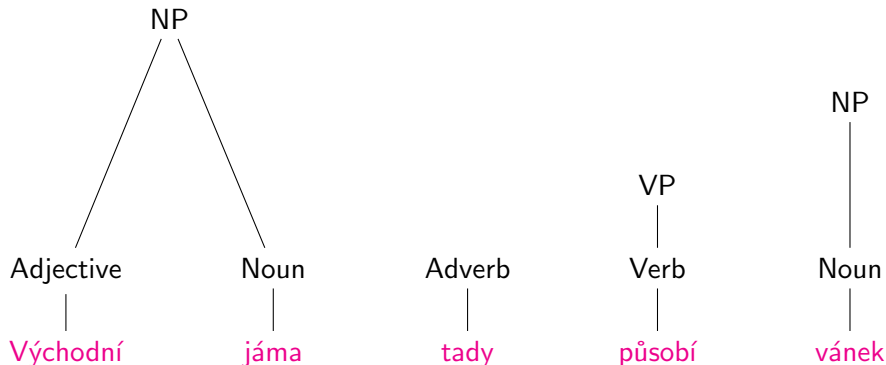 NP
NP
VP
Adjective Noun Adverb Verb Noun
Východní jáma tady působí vánek